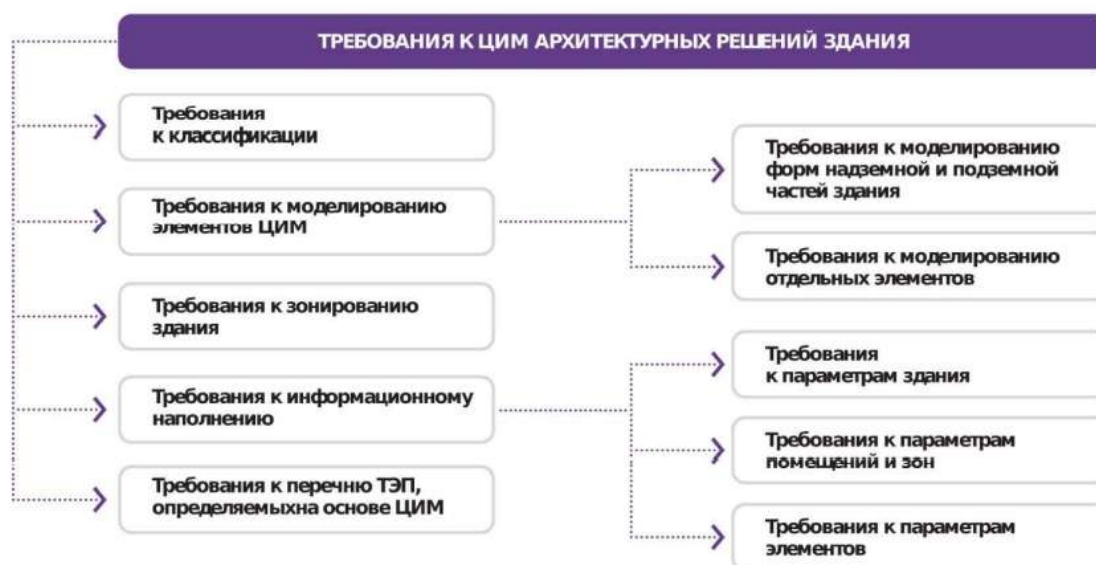 ТРЕБОВАНИЯ К ЦИМ АРХИТЕКТУРНЫХ РЕШЕНИЙ ЗДАНИЯ
Требования
к классификации
Требования к моделированию
элементов ЦИМ
Требования к зонированию
здания
Требования к информационному
наполнению
Требования к перечню ТЭП,
определяемыхна основе ЦИМ
Требования к моделированию
форм надземной и подземной
частей здания
Требования к моделированию
отдельных элементов
Требования
к параметрам здания
Требования к параметрам
помещений и зон
Требования к параметрам
элементов